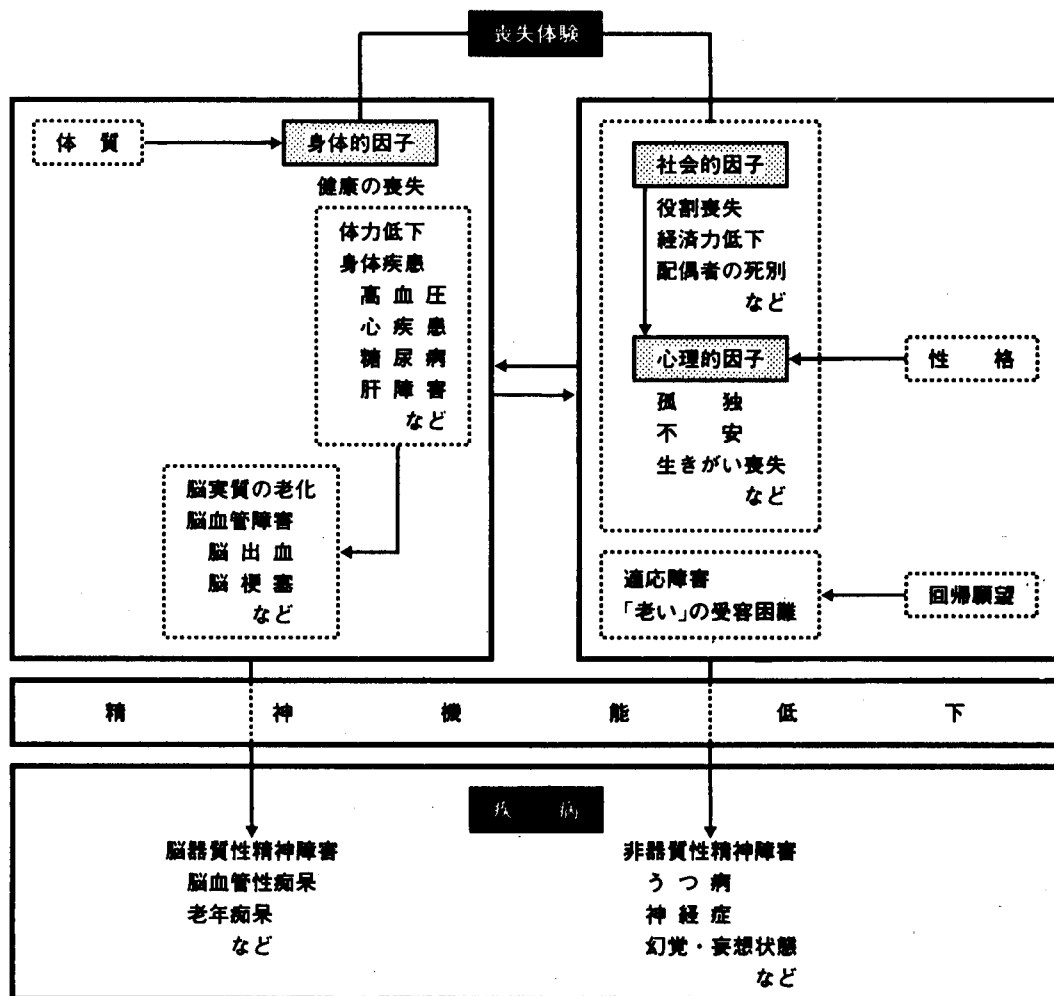 喪失体験
体質
身体的因子
健康の喪失
体力低下
身体疾患
高血圧
心疾患
糖尿病
肝障害
など
脳実質の老化
脳血管障害
脳出血
脳梗塞
など
社会的因子
役割喪失
経済力低下
配偶者の死別
など
心理的因子
性格
孤独
不安
生きがい喪失
など
適応障害
「老い」の受容困難
回帰願望
精神機能低下
疾病
脳器質性精神障害
脳血管性痴呆
老年痴呆
など
非器質性精神障害
うつ病
神経症
幻覚・妄想状態
など